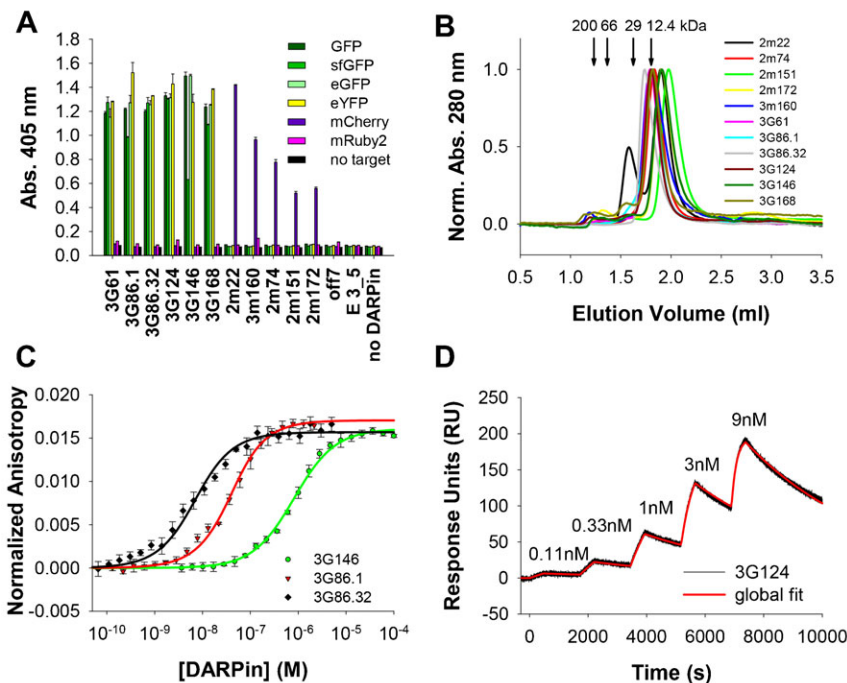 A
Abs. 405 nm
1.8
1.6
1.4
1.2
1.0
0.8
0.6
0.4
0.2
0.0
GFP
sfGFP
eGFP
eYFP
mCherry
mRuby2
no target
3G61
3G86.1
3G86.32
3G124
3G146
3G168
2m22
3m160
2m74
2m151
2m172
off7
E 3_5
no DARPin
B
200 66 29 12.4 kDa
Norm. Abs. 280 nm
1.0
0.5
0.0
2m22
2m74
2m151
2m172
3m160
3G61
3G86.1
3G86.32
3G124
3G146
3G168
0.5 1.0 1.5 2.0 2.5 3.0 3.5
Elution Volume (ml)
C
Normalized Anisotropy
0.020
0.015
0.010
0.005
0.000
-0.005
3G146
3G86.1
3G86.32
10-10 10-9 10-8 10-7 10-6 10-5 10-4
[DARPin] (M)
D
Response Units (RU)
250
200
150
100
50
0
-50
0.11nM
0.33nM
1nM
3nM
9nM
3G124
global fit
0 2000 4000 6000 8000 10000
Time (s)